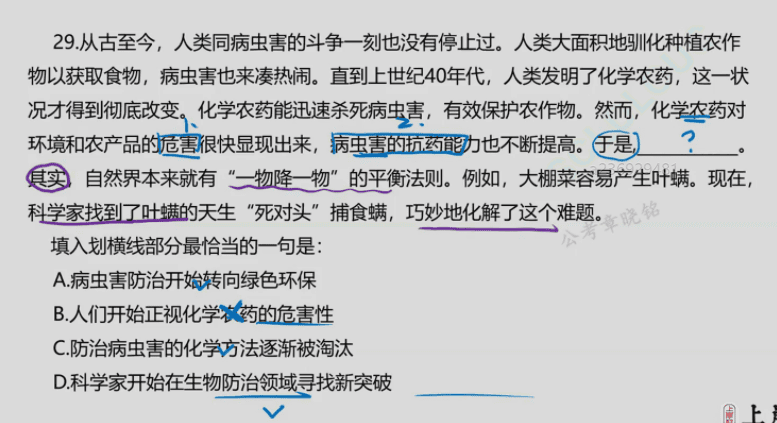 29.从古至今，人类同病虫害的斗争一刻也没有停止过。人类大面积地驯化种植农作
物以获取食物，病虫害也来凑热闹。直到上世纪40年代，人类发明了化学农药，这一状
况才得到彻底改变。化学农药能迅速杀死病虫害，有效保护农作物。然而，化学农药对
1. 2. ?
环境和农产品的危害很快显现出来，病虫害的抗药能力也不断提高。于是,__________。
其实，自然界本来就有“一物降一物”的平衡法则。例如，大棚菜容易产生叶螨。现在，
科学家找到了叶螨的天生“死对头”捕食螨，巧妙地化解了这个难题。
公考章晓铭
填入划横线部分最恰当的一句是：
A.病虫害防治开始转向绿色环保
B.人们开始正视化学农药的危害性
C.防治病虫害的化学方法逐渐被淘汰
D.科学家开始在生物防治领域寻找新突破
上岸